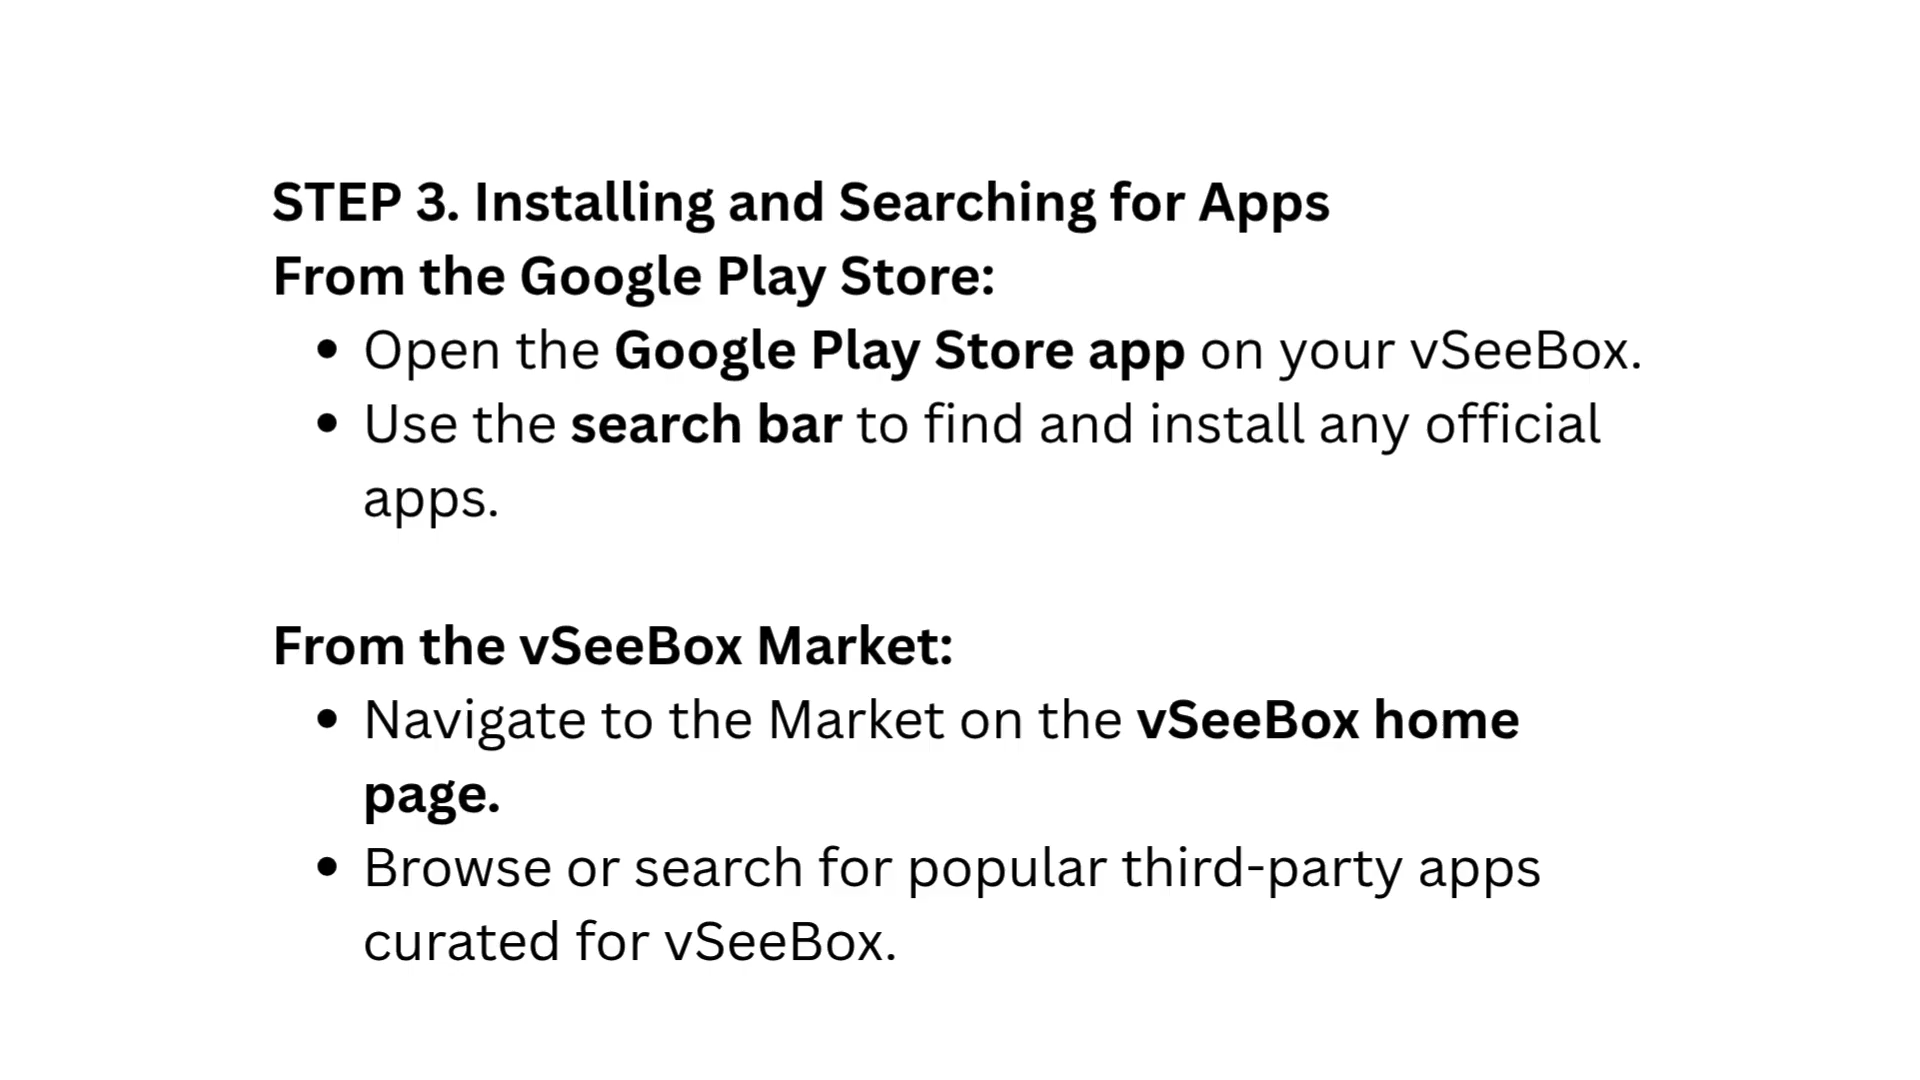 STEP 3. Installing and Searching for Apps
From the Google Play Store:
• Open the Google Play Store app on your vSeeBox.
• Use the search bar to find and install any official
apps.
From the vSeeBox Market:
• Navigate to the Market on the vSeeBox home
page.
• Browse or search for popular third-party apps
curated for vSeeBox.